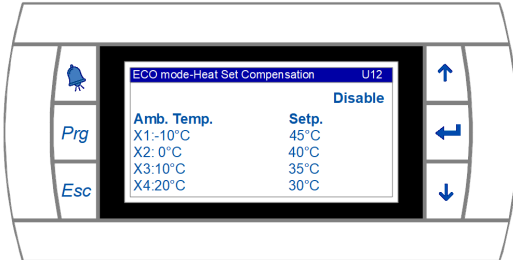 ECO mode-Heat Set Compensation U12
Disable
Amb. Temp. Setp.
X1:-10°C 45°C
X2: 0°C 40°C
X3:10°C 35°C
X4:20°C 30°C
Prg
Esc